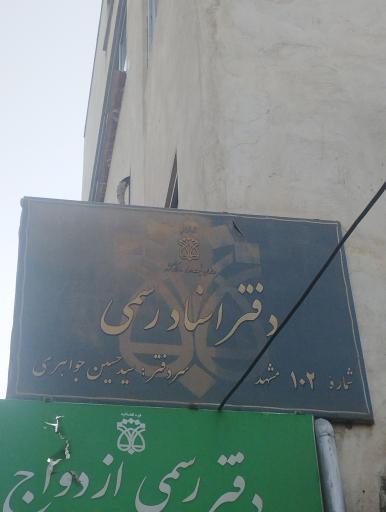 دفتر اسناد رسمی
شماره ۱۰۲ مشهد
سردفتر: سید حسین جواهری
دفتر رسمی ازدواج